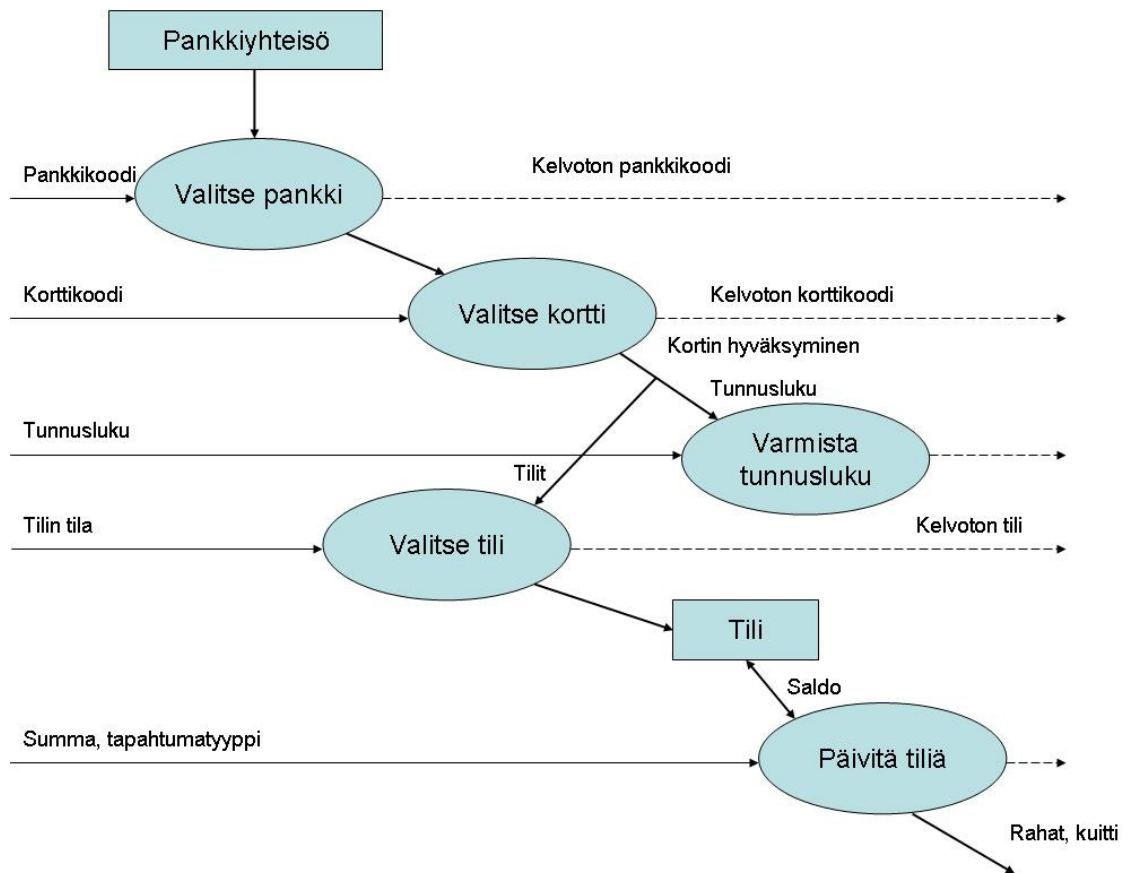 Pankkiyhteisö
Pankkikoodi
Valitse pankki
Kelvoton pankkikoodi
Korttikoodi
Valitse kortti
Kelvoton korttikoodi
Kortin hyväksyminen
Tunnusluku
Tunnusluku
Varmista
tunnusluku
Tilit
Tilin tila
Valitse tili
Kelvoton tili
Tili
Saldo
Summa, tapahtumatyyppi
Päivitä tiliä
Rahat, kuitti